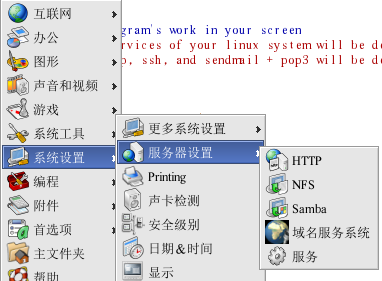 互联网
办公
图形
声音和视频
游戏
系统工具
系统设置
编程
附件
首选项
主文件夹
帮助
gram's work in your screen
rvices of your linux system will be de
o, ssh, and sendmail + pop3 will be de
更多系统设置
服务器设置
Printing
声卡检测
安全级别
日期&时间
显示
HTTP
NFS
Samba
域名服务系统
服务